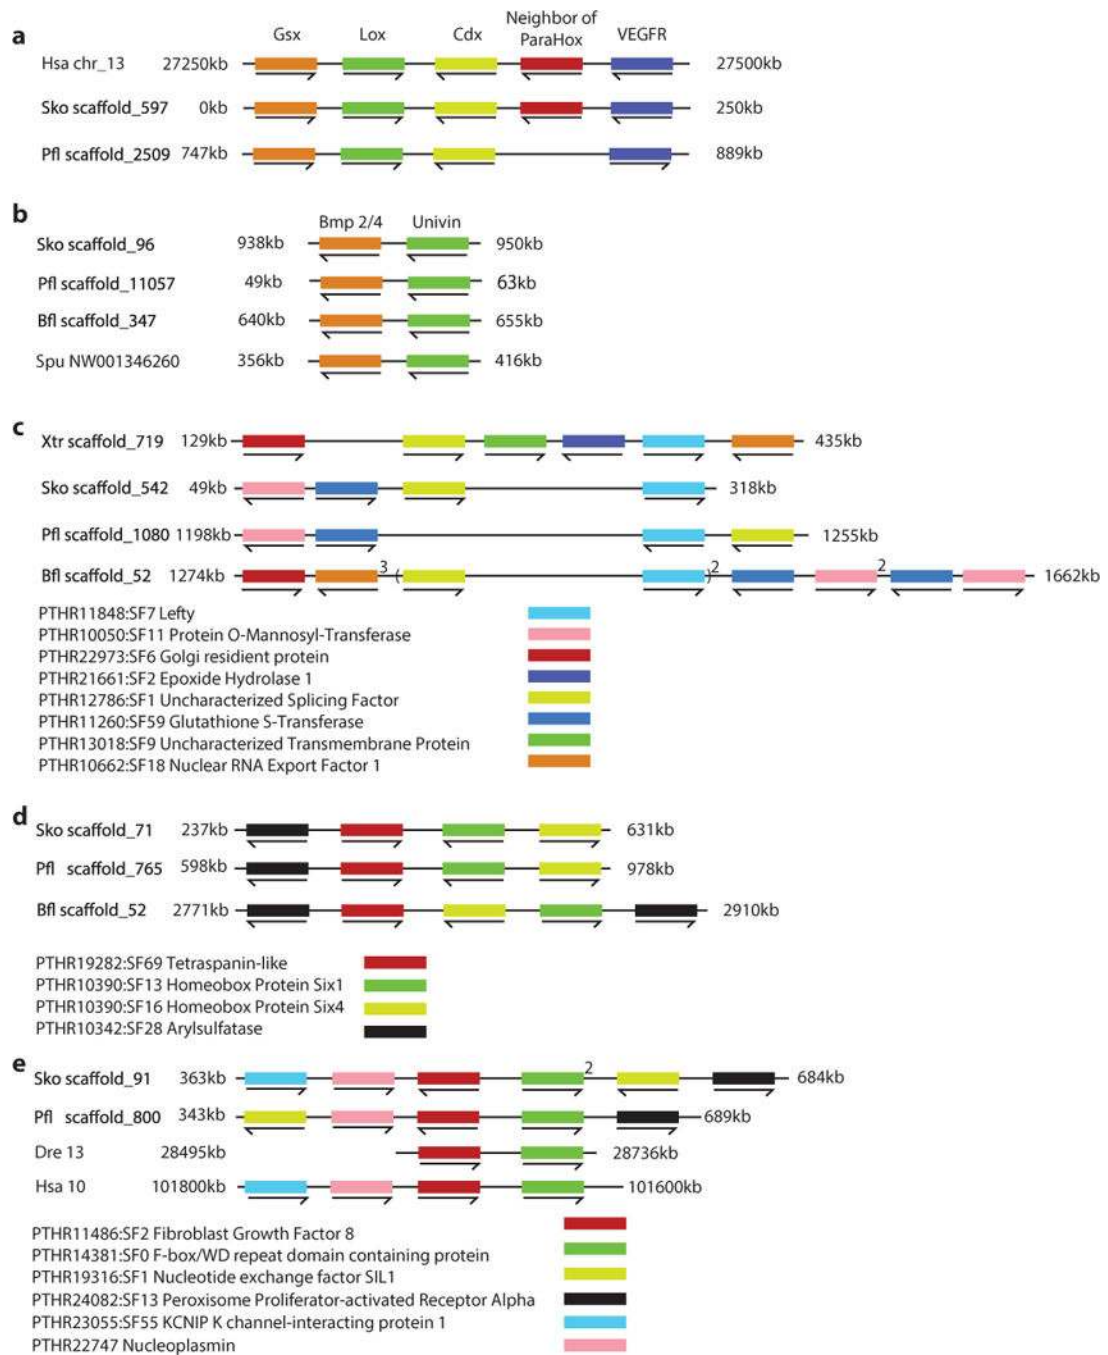 a
Gsx Lox Cdx Neighbor of ParaHox VEGFR
Hsa chr_13 27250kb 27500kb
Sko scaffold_597 0kb 250kb
Pfl scaffold_2509 747kb 889kb
b
Bmp 2/4 Univin
Sko scaffold_96 938kb 950kb
Pfl scaffold_11057 49kb 63kb
Bfl scaffold_347 640kb 655kb
Spu NW001346260 356kb 416kb
c
Xtr scaffold_719 129kb 435kb
Sko scaffold_542 49kb 318kb
Pfl scaffold_1080 1198kb 1255kb
Bfl scaffold_52 1274kb 3 ( )2 2 1662kb
PTHR11848:SF7 Lefty
PTHR10050:SF11 Protein O-Mannosyl-Transferase
PTHR22973:SF6 Golgi residient protein
PTHR21661:SF2 Epoxide Hydrolase 1
PTHR12786:SF1 Uncharacterized Splicing Factor
PTHR11260:SF59 Glutathione S-Transferase
PTHR13018:SF9 Uncharacterized Transmembrane Protein
PTHR10662:SF18 Nuclear RNA Export Factor 1
d
Sko scaffold_71 237kb 631kb
Pfl scaffold_765 598kb 978kb
Bfl scaffold_52 2771kb 2910kb
PTHR19282:SF69 Tetraspanin-like
PTHR10390:SF13 Homeobox Protein Six1
PTHR10390:SF16 Homeobox Protein Six4
PTHR10342:SF28 Arylsulfatase
e
Sko scaffold_91 363kb 2 684kb
Pfl scaffold_800 343kb 689kb
Dre 13 28495kb 28736kb
Hsa 10 101800kb 101600kb
PTHR11486:SF2 Fibroblast Growth Factor 8
PTHR14381:SF0 F-box/WD repeat domain containing protein
PTHR19316:SF1 Nucleotide exchange factor SIL1
PTHR24082:SF13 Peroxisome Proliferator-activated Receptor Alpha
PTHR23055:SF55 KCNIP K channel-interacting protein 1
PTHR22747 Nucleoplasmin